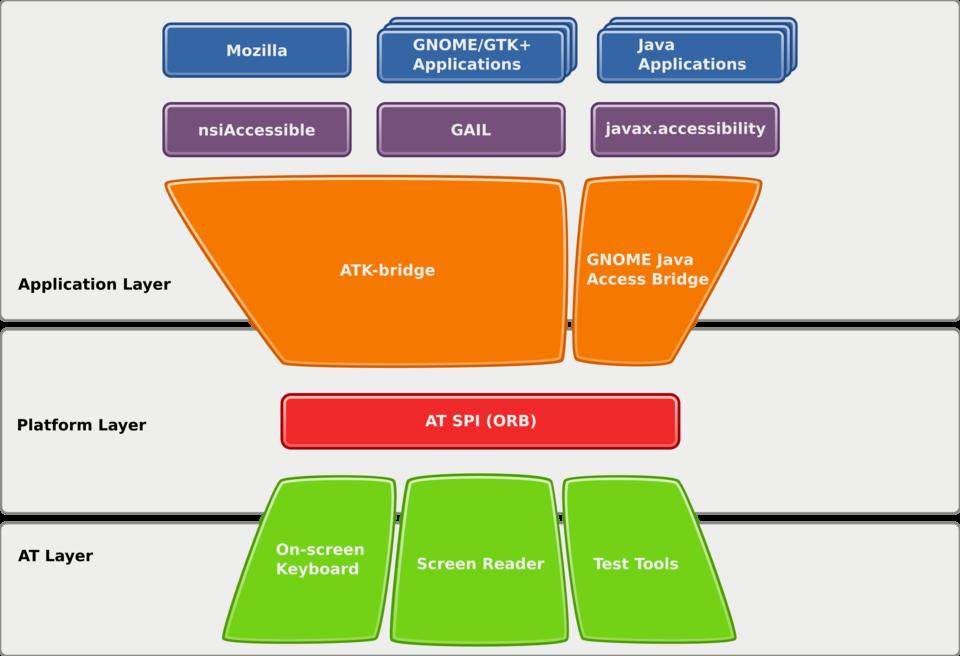 Mozilla
GNOME/GTK+
Applications
Java
Applications
nsiAccessible
GAIL
javax.accessibility
ATK-bridge
GNOME Java
Access Bridge
Application Layer
Platform Layer
AT SPI (ORB)
AT Layer
On-screen
Keyboard
Screen Reader
Test Tools